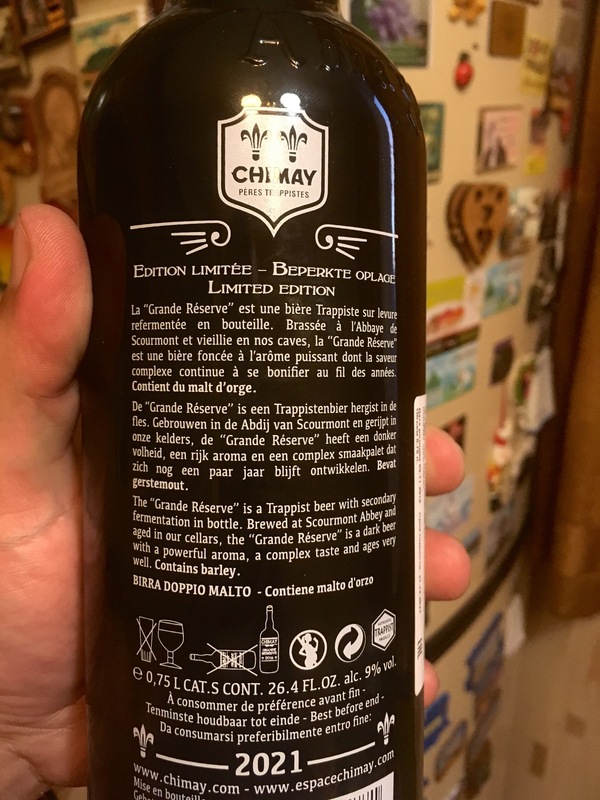 CHIMAY
PÈRES TRAPPISTES
EDITION LIMITÉE – BEPERKTE OPLAGE
LIMITED EDITION
La “Grande Réserve” est une bière Trappiste sur levure
refermentée en bouteille. Brassée à l'Abbaye de
Scourmont et vieillie en nos caves, la “Grande Réserve”
est une bière foncée à l'arôme puissant dont la saveur
complexe continue à se bonifier au fil des années.
Contient du malt d'orge.
De “Grande Réserve” is een Trappistenbier hergist in de
fles. Gebrouwen in de Abdij van Scourmont en gerijpt in
onze kelders, de “Grande Réserve” heeft een donker
volheid, een rijk aroma en een complex smaakpalet dat
zich nog een paar jaar blijft ontwikkelen. Bevat
gerstemout.
The “Grande Réserve” is a Trappist beer with secondary
fermentation in bottle. Brewed at Scourmont Abbey and
aged in our cellars, the “Grande Réserve” is a dark beer
with a powerful aroma, a complex taste and ages very
well. Contains barley.
BIRRA DOPPIO MALTO - Contiene malto d'orzo
CHIMAY
TRAPPIST
℮ 0,75 L CAT.S CONT. 26.4 FL.OZ. alc. 9% vol.
À consommer de préférence avant fin -
Tenminste houdbaar tot einde - Best before end -
Da consumarsi preferibilmente entro fine:
2021
www.chimay.com - www.espacechimay.com
Mise en bouteille